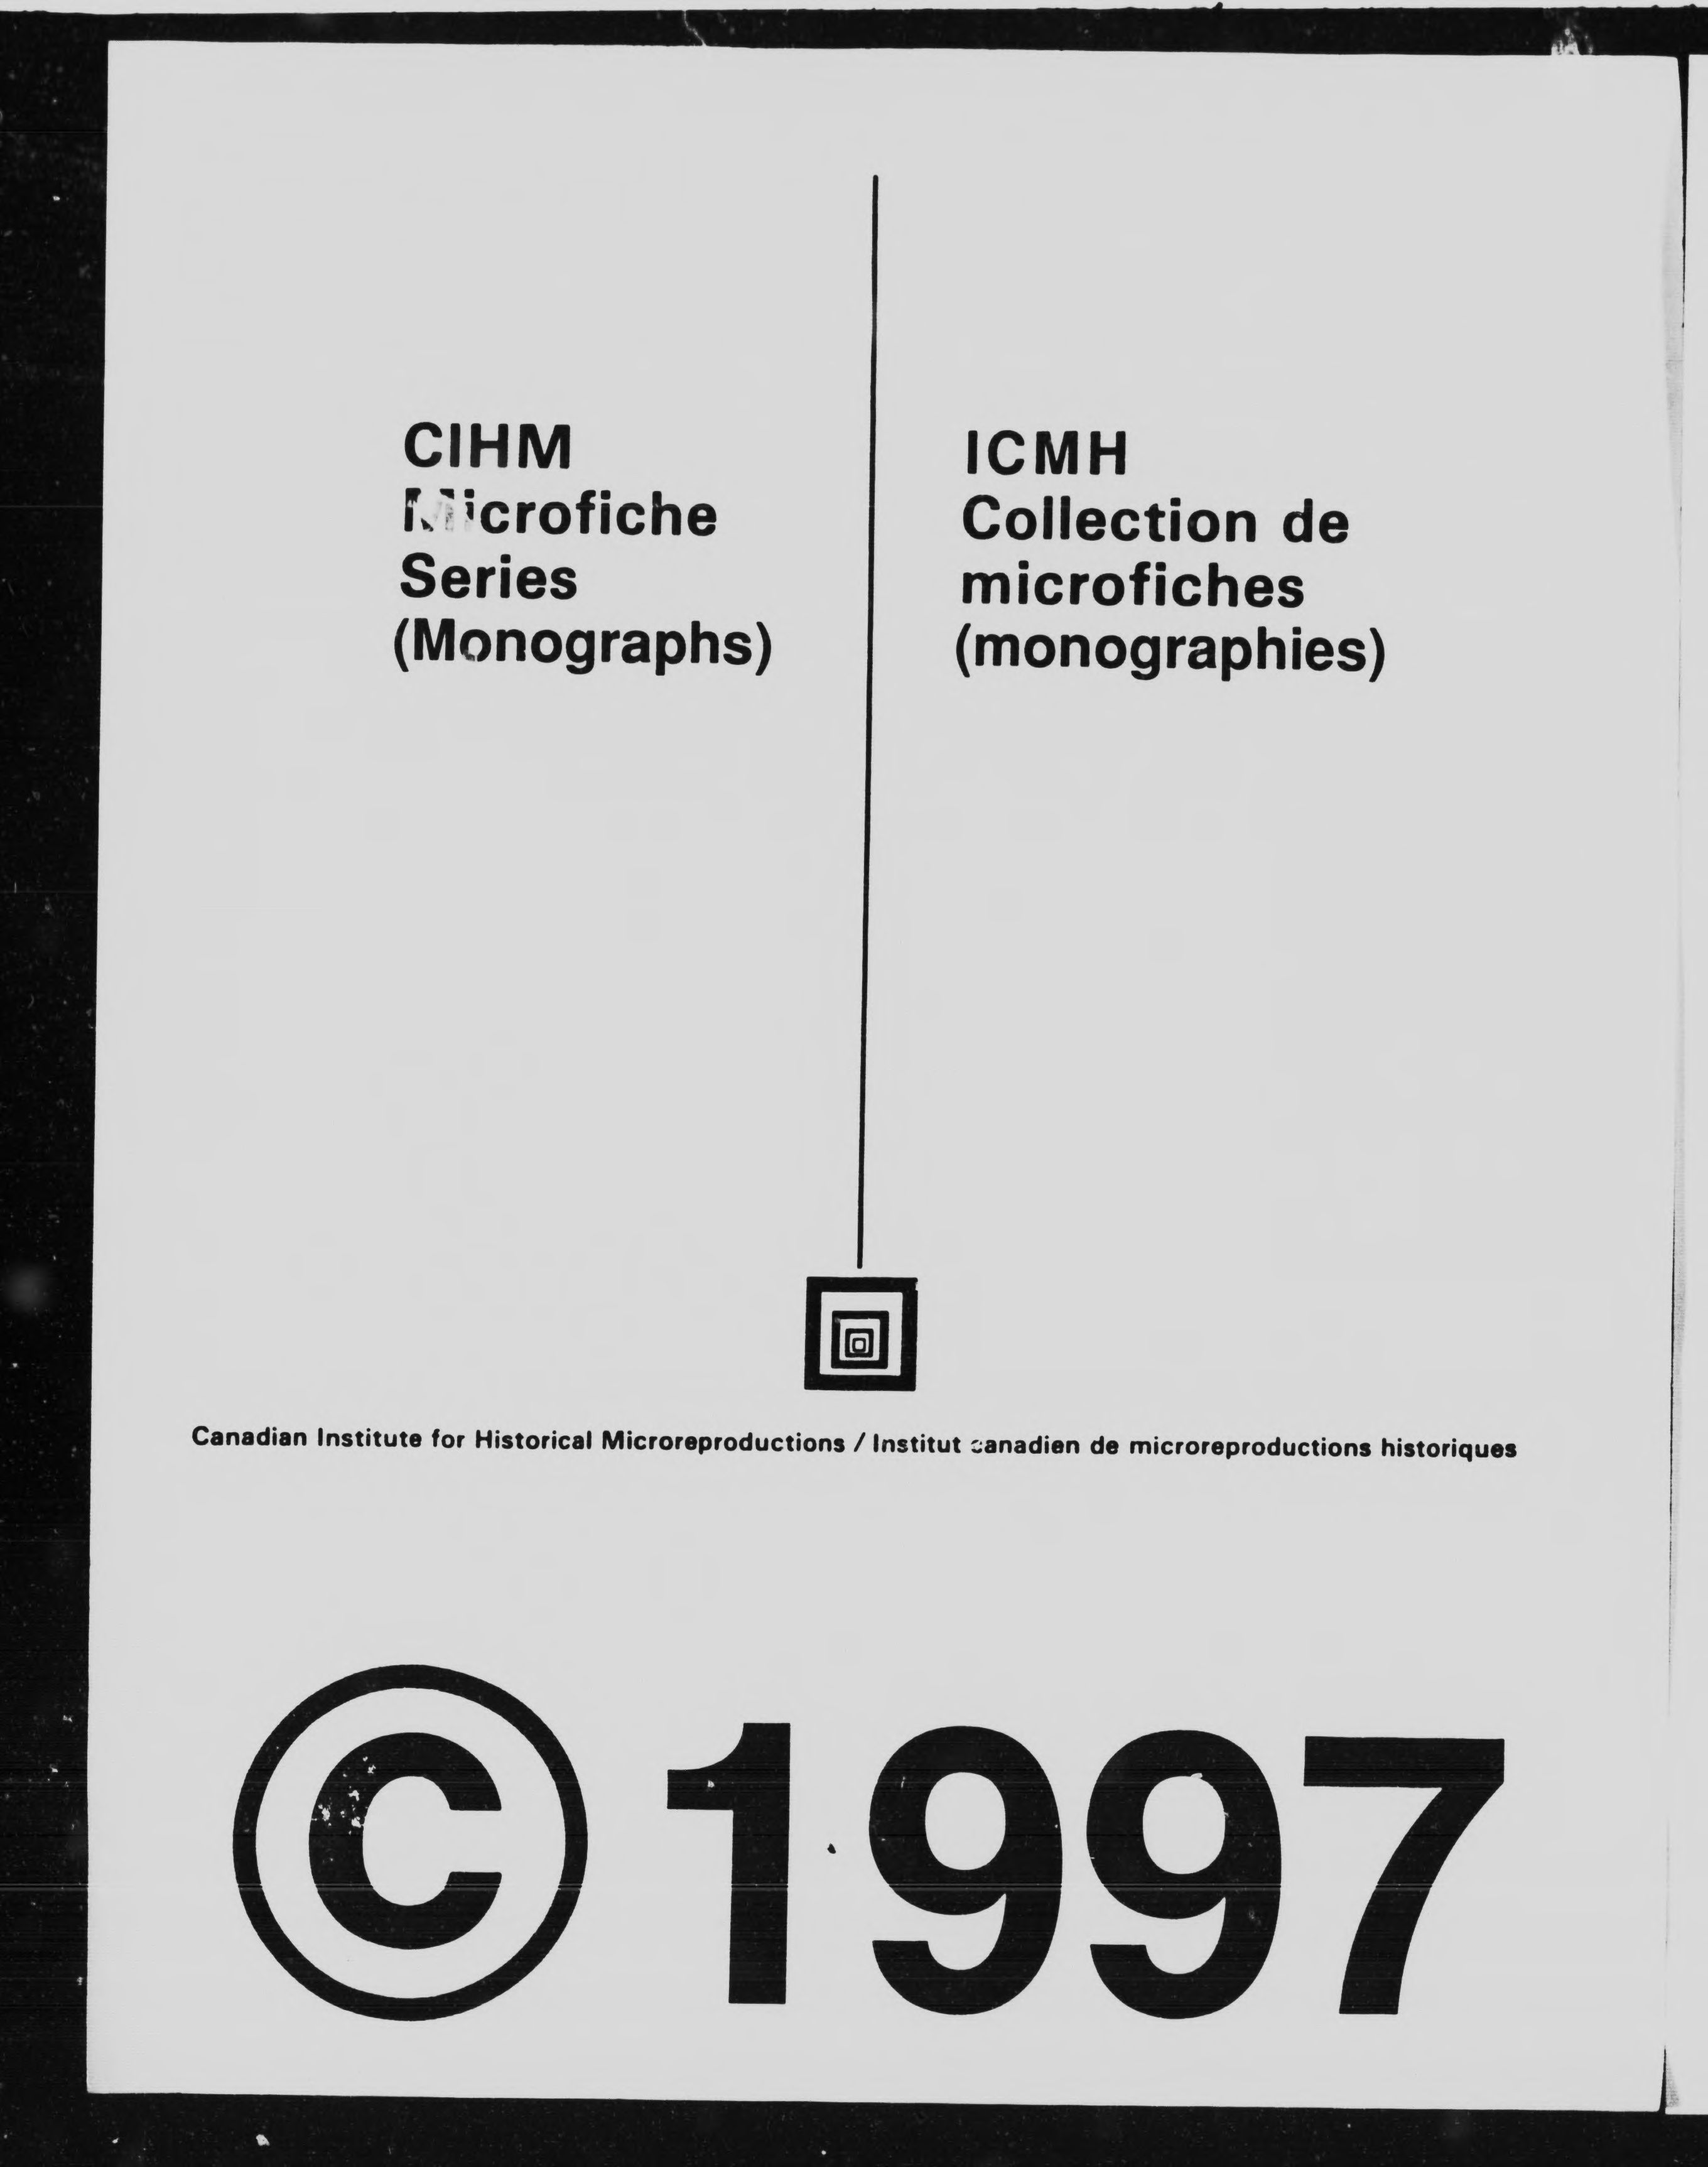 CIHM
Microfiche
Series
(Monographs)
ICMH
Collection de
microfiches
(monographies)
Canadian Institute for Historical Microreproductions / Institut canadien de microreproductions historiques
©1997